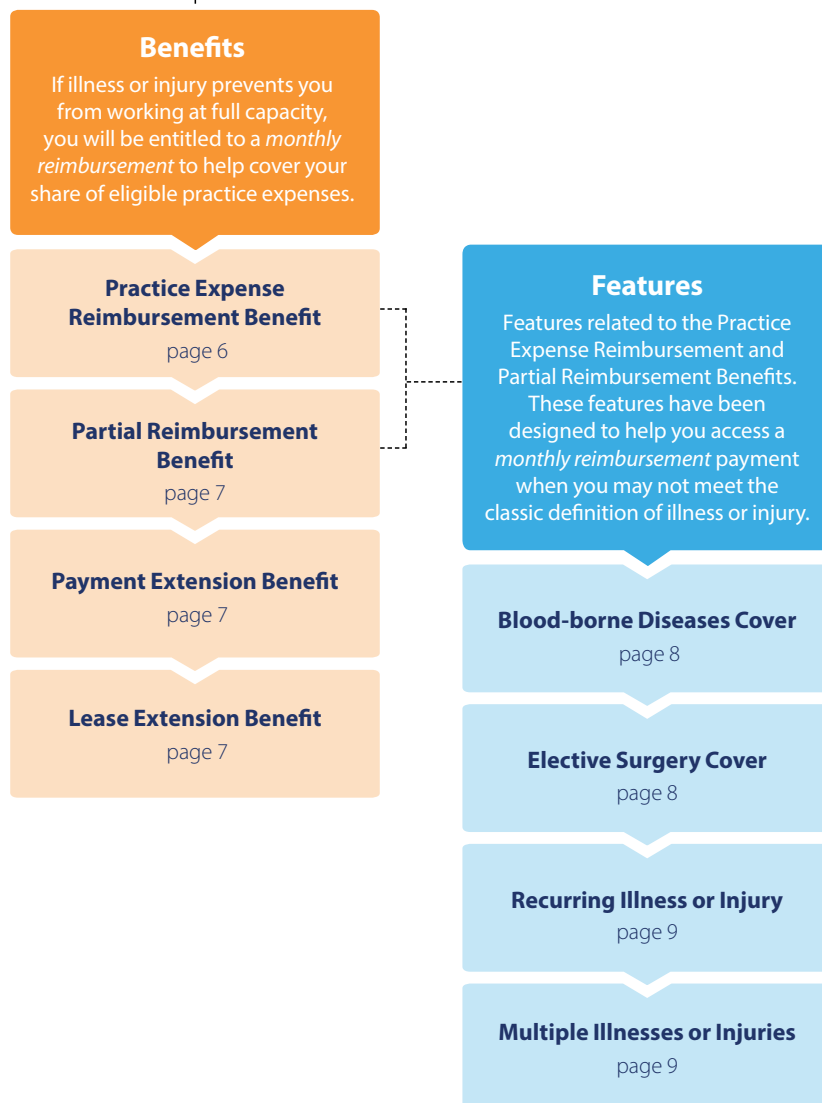 Benefits
If illness or injury prevents you
from working at full capacity,
you will be entitled to a monthly
reimbursement to help cover your
share of eligible practice expenses.
Practice Expense
Reimbursement Benefit
page 6
Partial Reimbursement
Benefit
page 7
Payment Extension Benefit
page 7
Lease Extension Benefit
page 7
Features
Features related to the Practice
Expense Reimbursement and
Partial Reimbursement Benefits.
These features have been
designed to help you access a
monthly reimbursement payment
when you may not meet the
classic definition of illness or injury.
Blood-borne Diseases Cover
page 8
Elective Surgery Cover
page 8
Recurring Illness or Injury
page 9
Multiple Illnesses or Injuries
page 9